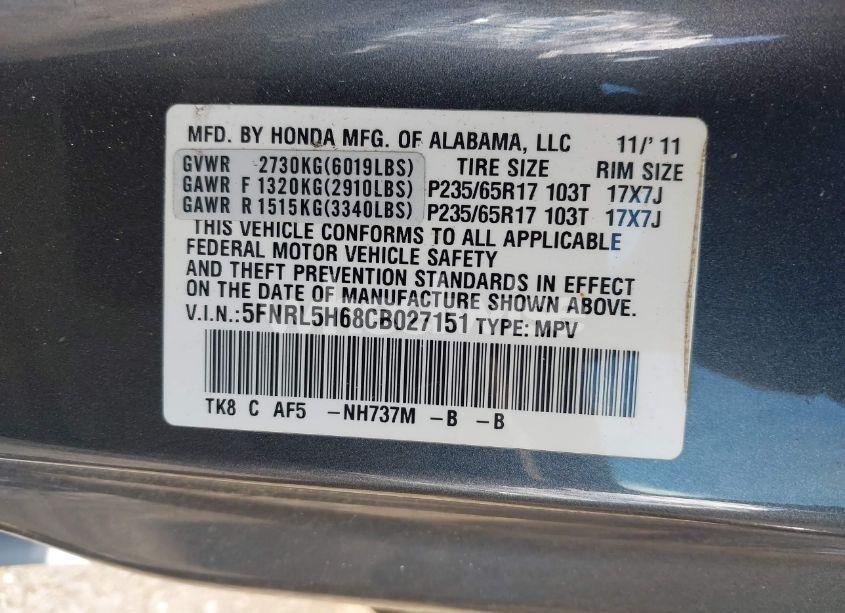 MFD. BY HONDA MFG. OF ALABAMA, LLC 11/' 11
GVWR 2730KG(6019LBS) TIRE SIZE RIM SIZE
GAWR F 1320KG(2910LBS) P235/65R17 103T 17X7J
GAWR R 1515KG(3340LBS) P235/65R17 103T 17X7J
THIS VEHICLE CONFORMS TO ALL APPLICABLE
FEDERAL MOTOR VEHICLE SAFETY
AND THEFT PREVENTION STANDARDS IN EFFECT
ON THE DATE OF MANUFACTURE SHOWN ABOVE.
V.I.N.: 5FNRL5H68CB027151 TYPE: MPV
TK8 C AF5 -NH737M -B -B